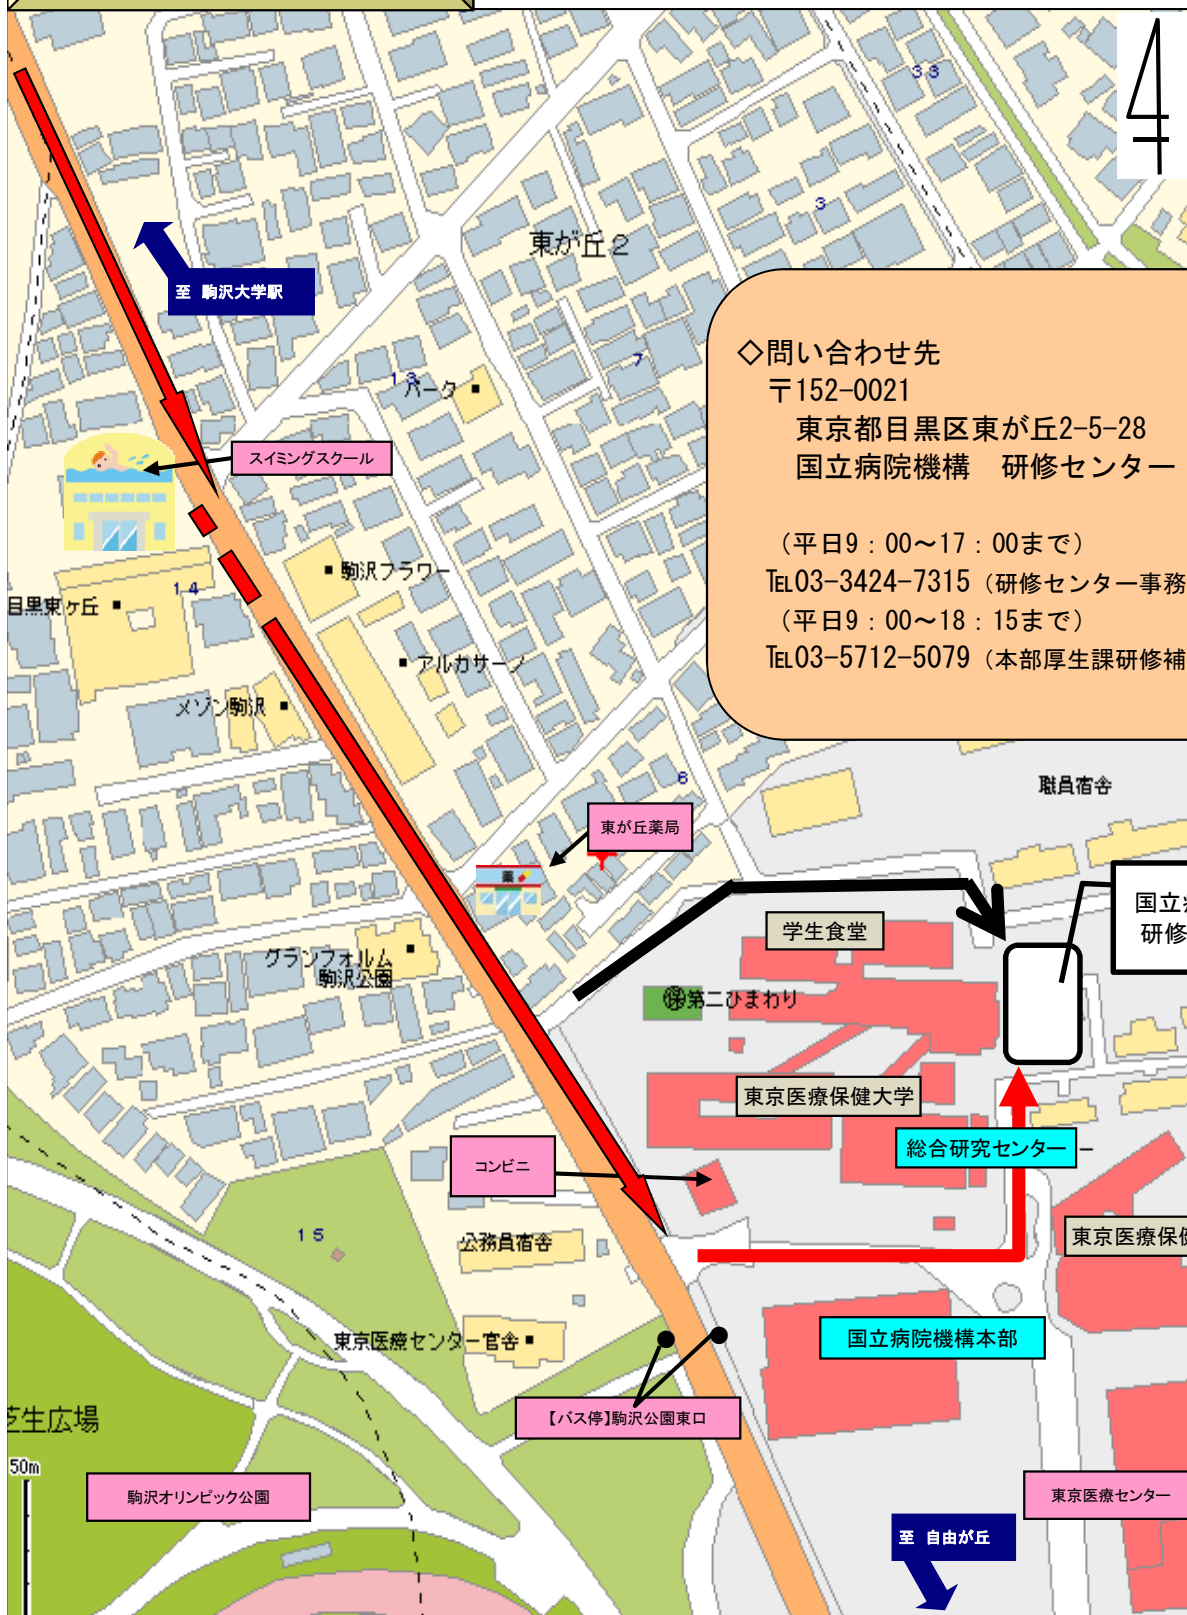 4
33
3
東が丘2
至 駒沢大学駅
7
13
パータ
スイミングスクール
◇問い合わせ先
〒152-0021
東京都目黒区東が丘2-5-28
国立病院機構　研修センター
（平日9：00～17：00まで）
℡03-3424-7315（研修センター事務
（平日9：00～18：15まで）
℡03-5712-5079（本部厚生課研修補
駒沢フラワー
14
目黒東ヶ丘
アルカサーノ
メゾン駒沢
6
職員宿舎
東が丘薬局
薬
国立
研修
学生食堂
グランフォルム
駒沢公園
保第二ひまわり
東京医療保健大学
総合研究センター
コンビニ
15
公務員宿舎
東京医療保健
東京医療センター官舎
国立病院機構本部
【バス停】駒沢公園東口
芝生広場
50m
駒沢オリンピック公園
東京医療センター
至 自由が丘